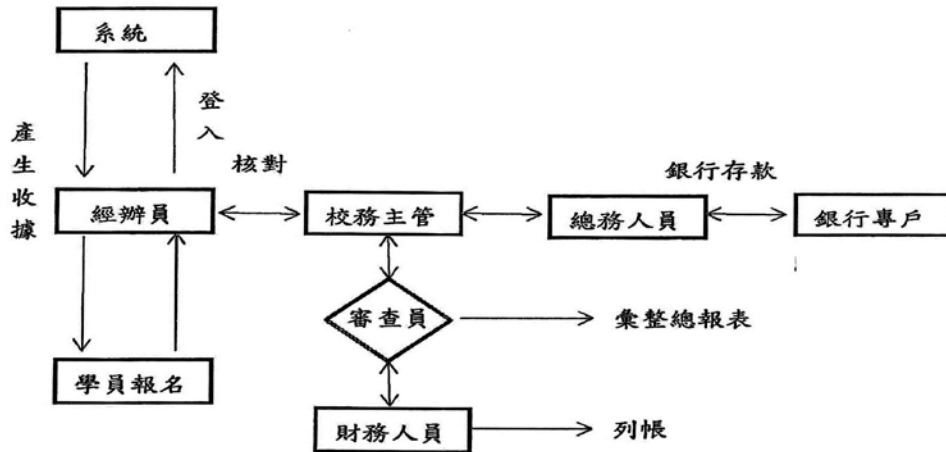 系統
產生收據
登入
核對
銀行存款
經辦員
校務主管
總務人員
銀行專戶
審查員
彙整總報表
學員報名
財務人員
列帳